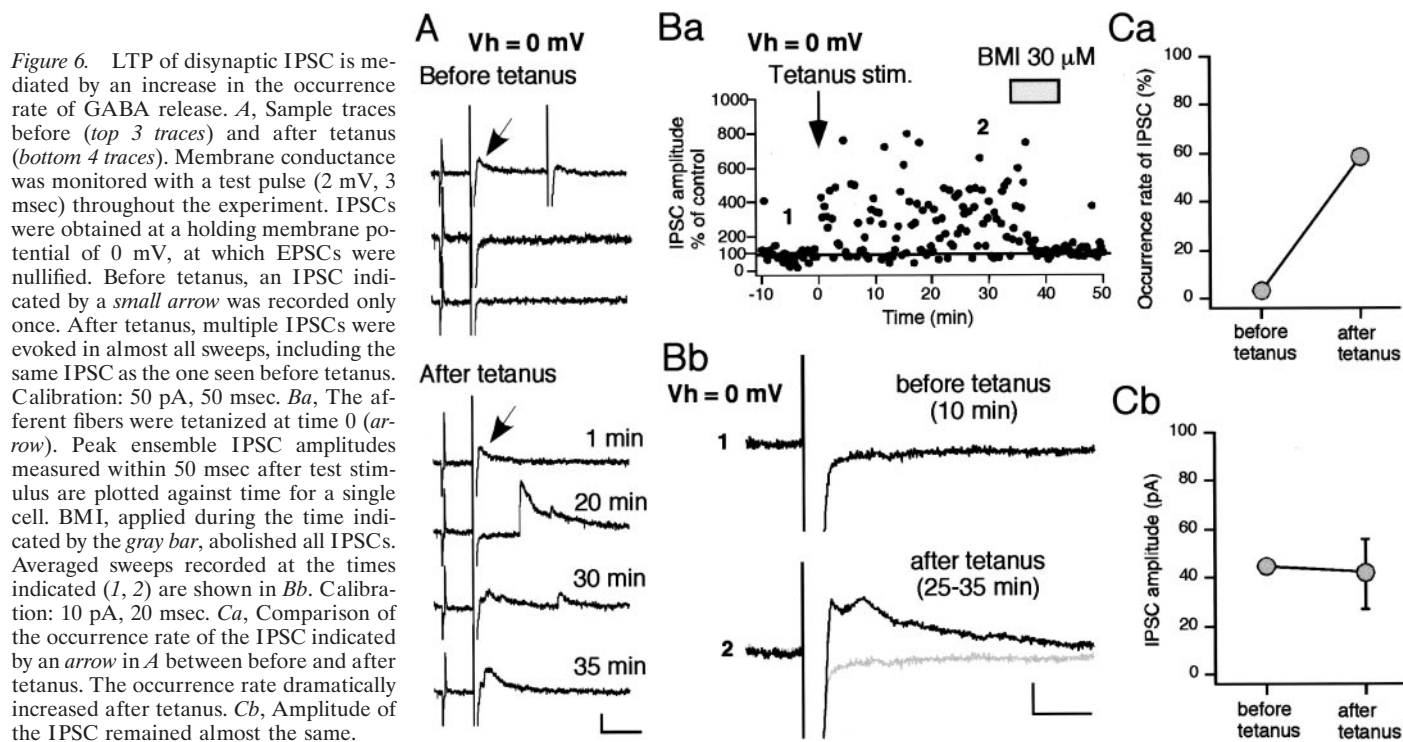 Figure 6. LTP of disynaptic IPSC is me-
diated by an increase in the occurrence
rate of GABA release. A, Sample traces
before (top 3 traces) and after tetanus
(bottom 4 traces). Membrane conductance
was monitored with a test pulse (2 mV, 3
msec) throughout the experiment. IPSCs
were obtained at a holding membrane po-
tential of 0 mV, at which EPSCs were
nullified. Before tetanus, an IPSC indi-
cated by a small arrow was recorded only
once. After tetanus, multiple IPSCs were
evoked in almost all sweeps, including the
same IPSC as the one seen before tetanus.
Calibration: 50 pA, 50 msec. Ba, The af-
ferent fibers were tetanized at time 0 (ar-
row). Peak ensemble IPSC amplitudes
measured within 50 msec after test stim-
ulus are plotted against time for a single
cell. BMI, applied during the time indi-
cated by the gray bar, abolished all IPSCs.
Averaged sweeps recorded at the times
indicated (1, 2) are shown in Bb. Calibra-
tion: 10 pA, 20 msec. Ca, Comparison of
the occurrence rate of the IPSC indicated
by an arrow in A between before and after
tetanus. The occurrence rate dramatically
increased after tetanus. Cb, Amplitude of
the IPSC remained almost the same.
A
Vh = 0 mV
Before tetanus
After tetanus
1 min
20 min
30 min
35 min
Ba
Vh = 0 mV
Tetanus stim.
BMI 30 μM
IPSC amplitude
% of control
1000
800
600
400
200
100
0
1
2
-10 0 10 20 30 40 50
Time (min)
Bb
Vh = 0 mV
before tetanus
(10 min)
1
after tetanus
(25-35 min)
2
Ca
Occurrence rate of IPSC (%)
100
80
60
40
20
0
before
tetanus
after
tetanus
Cb
IPSC amplitude (pA)
100
80
60
40
20
0
before
tetanus
after
tetanus